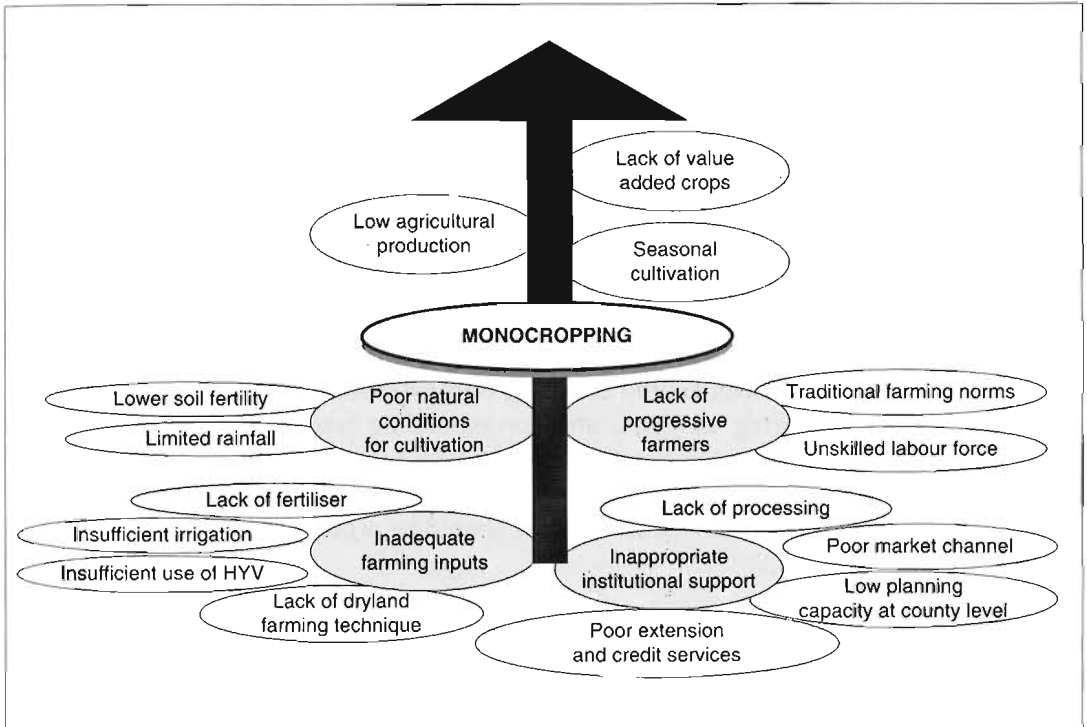 Lack of value
added crops
Low agricultural
production
Seasonal
cultivation
MONOCROPPING
Lower soil fertility
Limited rainfall
Poor natural
conditions
for cultivation
Lack of
progressive
farmers
Traditional farming norms
Unskilled labour force
Lack of fertiliser
Insufficient irrigation
Insufficient use of HYV
Lack of dryland
farming technique
Inadequate
farming inputs
Lack of processing
Inappropriate
institutional support
Poor market channel
Low planning
capacity at county level
Poor extension
and credit services